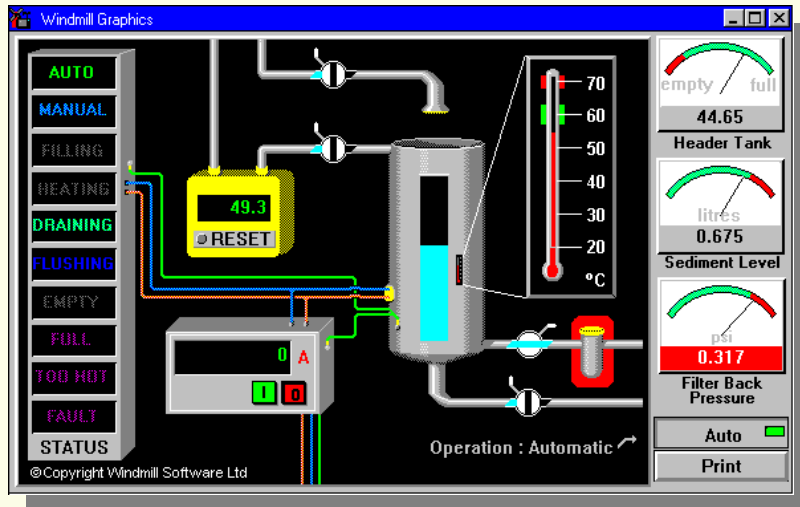 Windmill Graphics
AUTO
MANUAL
FILLING
HEATING
DRAINING
FLUSHING
EMPTY
FULL
TOO HOT
FAULT
STATUS
©Copyright Windmill Software Ltd
49.3
RESET
0 A
I O
70
60
50
40
30
20
ºC
Operation : Automatic
empty full
44.65
Header Tank
litres
0.675
Sediment Level
psi
0.317
Filter Back
Pressure
Auto
Print